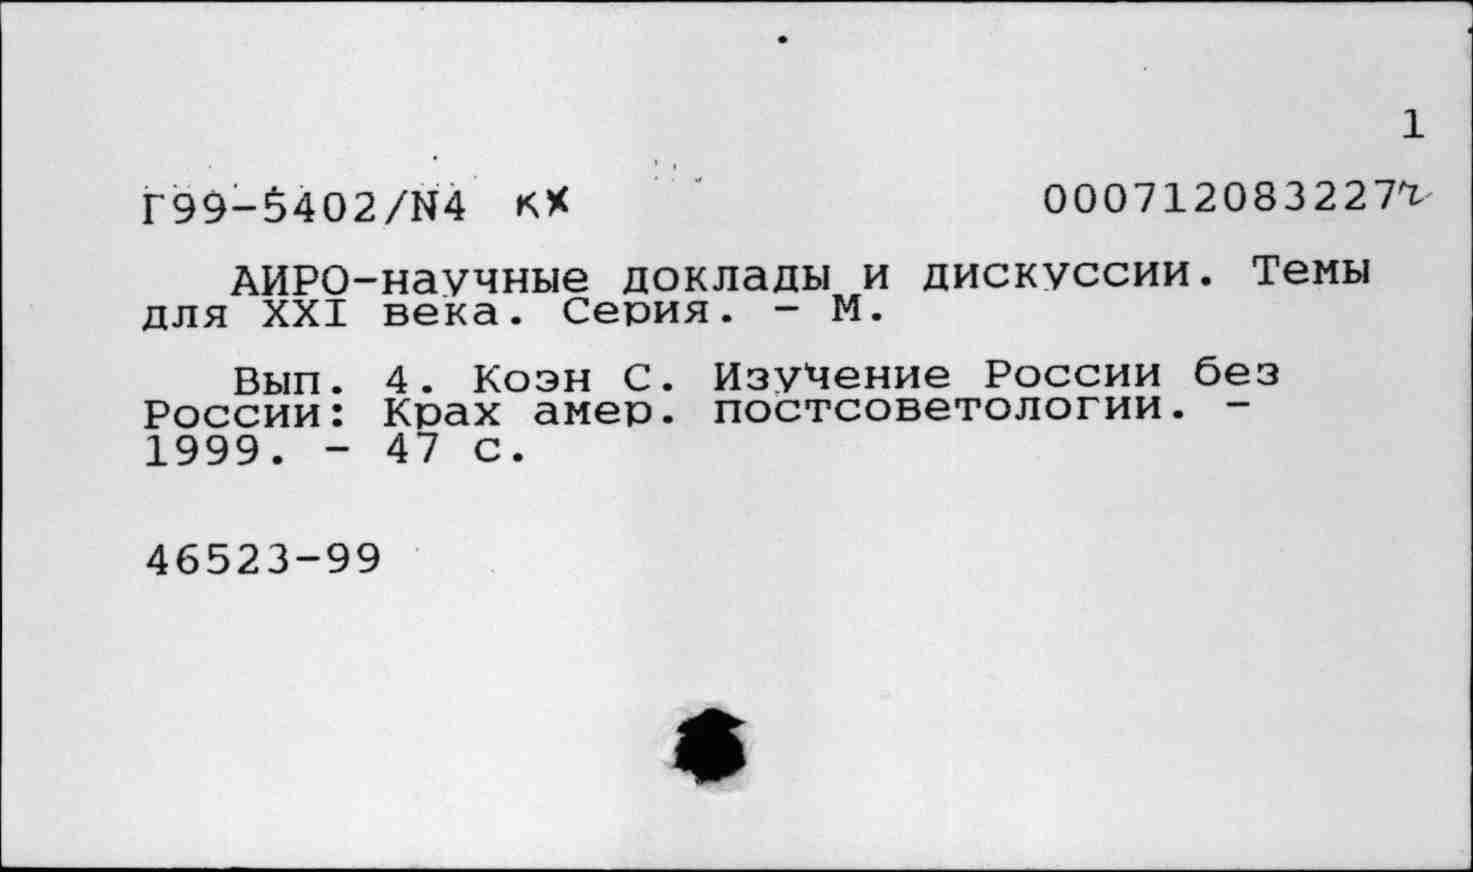 1
Г99-5402/N4 КХ 0007120832277г
АИРО-научные доклады и дискуссии. Темы
для XXI века. Серия. - М.
Вып. 4. Коэн С. Изучение России без
России: Крах амер. постсоветологии. -
1999. - 47 с.
46523-99